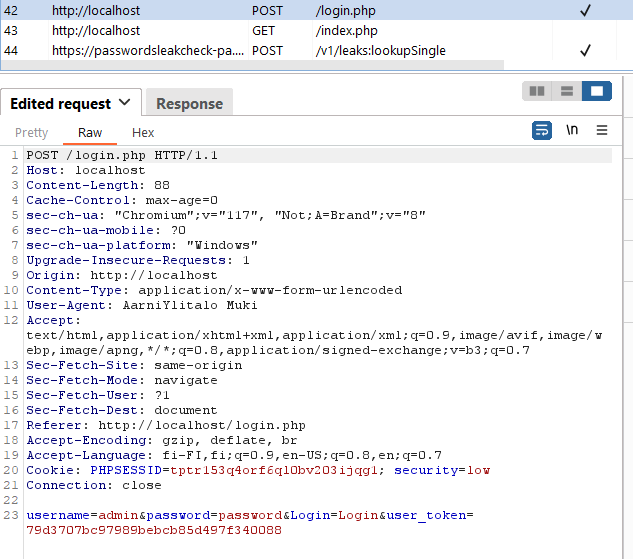 42 http://localhost POST /login.php ✓
43 http://localhost GET /index.php
44 https://passwordsleakcheck-pa.... POST /v1/leaks:lookupSingle ✓
Edited request Response
Pretty Raw Hex \n
1 POST /login.php HTTP/1.1
2 Host: localhost
3 Content-Length: 88
4 Cache-Control: max-age=0
5 sec-ch-ua: "Chromium";v="117", "Not;A=Brand";v="8"
6 sec-ch-ua-mobile: ?0
7 sec-ch-ua-platform: "Windows"
8 Upgrade-Insecure-Requests: 1
9 Origin: http://localhost
10 Content-Type: application/x-www-form-urlencoded
11 User-Agent: AarniYlitalo Muki
12 Accept:
text/html,application/xhtml+xml,application/xml;q=0.9,image/avif,image/w
ebp,image/apng,*/*;q=0.8,application/signed-exchange;v=b3;q=0.7
13 Sec-Fetch-Site: same-origin
14 Sec-Fetch-Mode: navigate
15 Sec-Fetch-User: ?1
16 Sec-Fetch-Dest: document
17 Referer: http://localhost/login.php
18 Accept-Encoding: gzip, deflate, br
19 Accept-Language: fi-FI,fi;q=0.9,en-US;q=0.8,en;q=0.7
20 Cookie: PHPSESSID=tptr153q4orf6ql0bv203ijqg1; security=low
21 Connection: close
22
23 username=admin&password=password&Login=Login&user_token=
79d3707bc97989bebcb85d497f340088